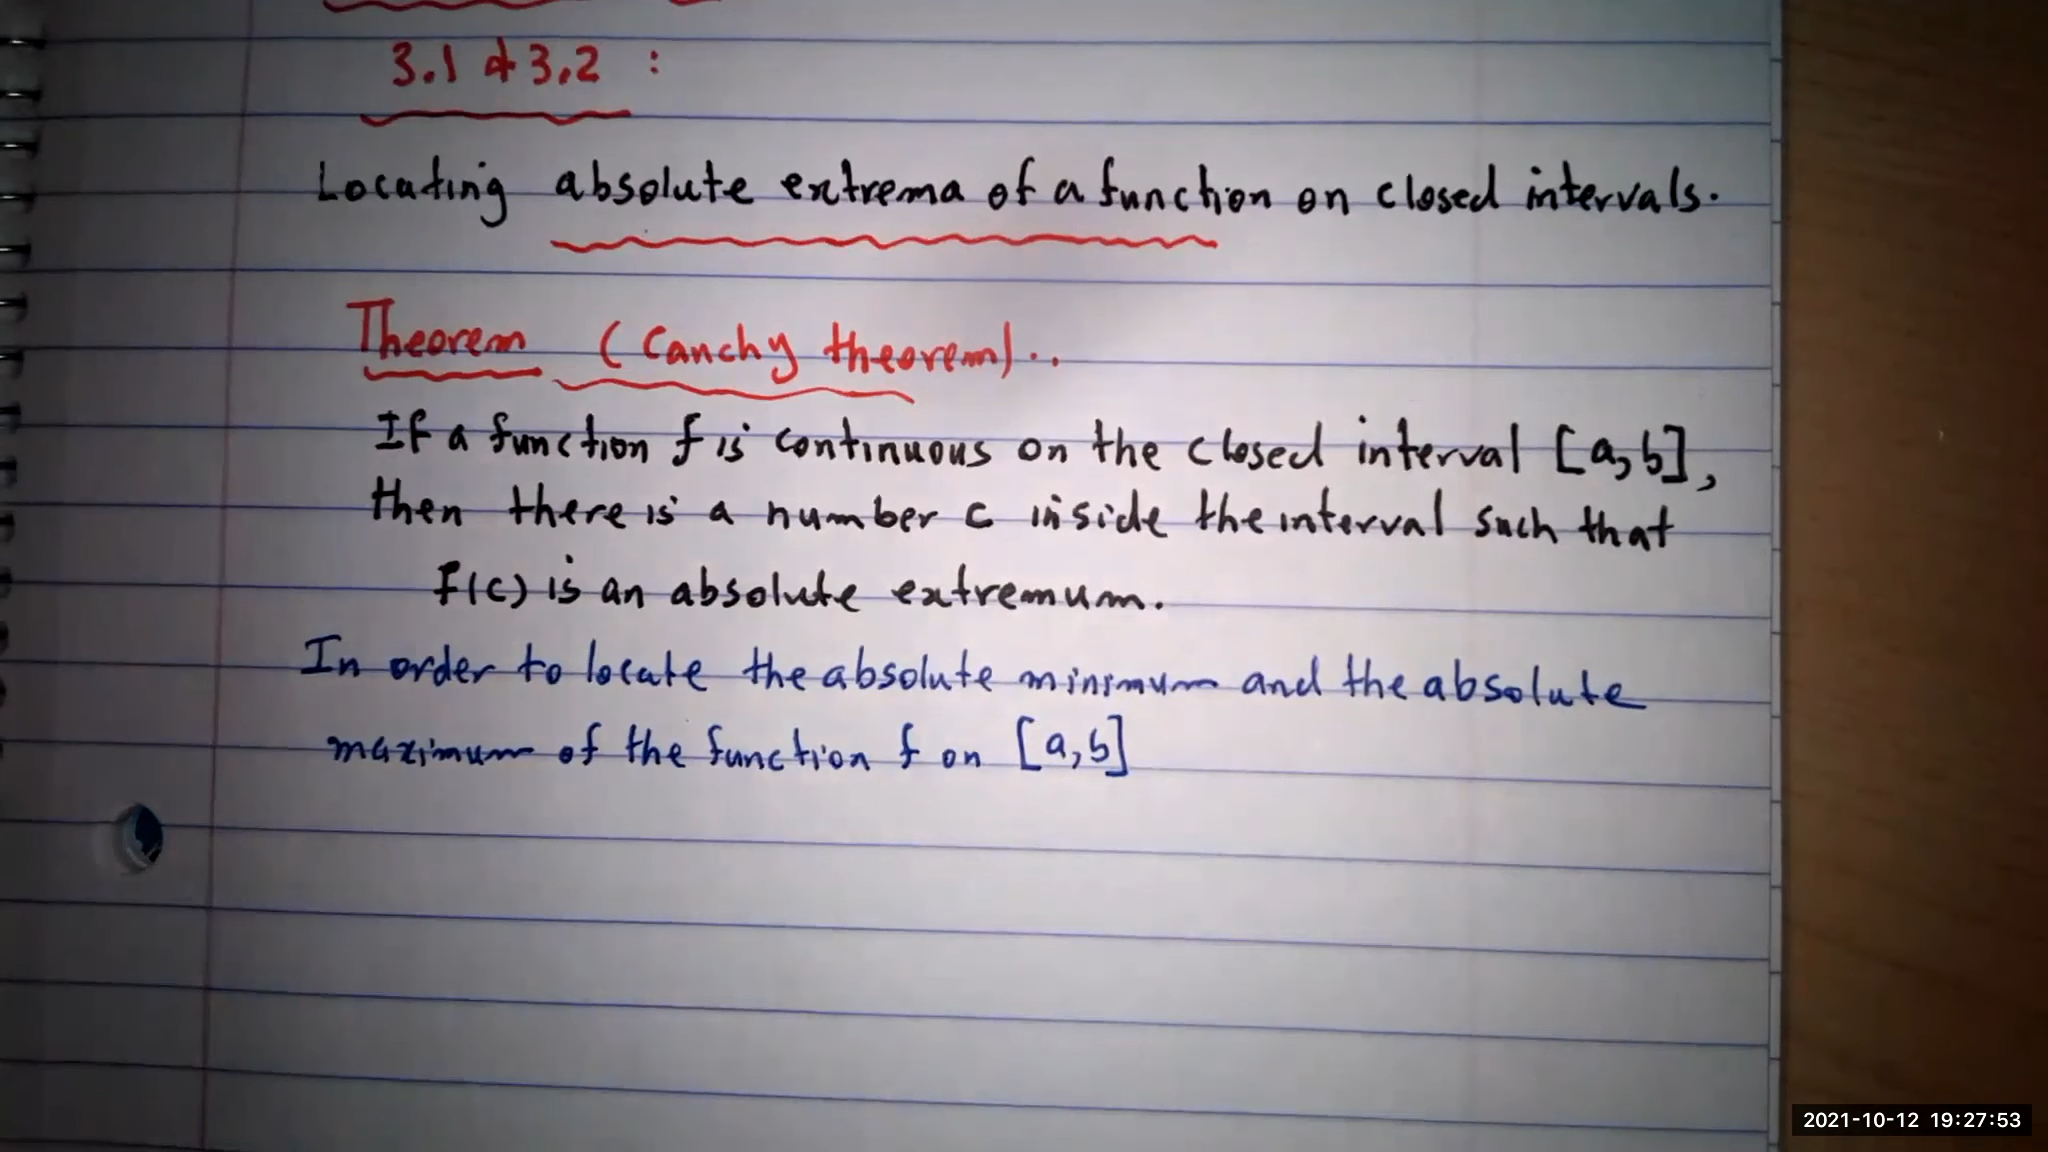 3.1 & 3.2 :
Locating absolute extrema of a function on closed intervals.
Theorem (Cauchy theorem)..
If a function f is continuous on the closed interval [a,b],
then there is a number c inside the interval such that
f(c) is an absolute extremum.
In order to locate the absolute minimum and the absolute
maximum of the function f on [a,b]
2021-10-12 19:27:53